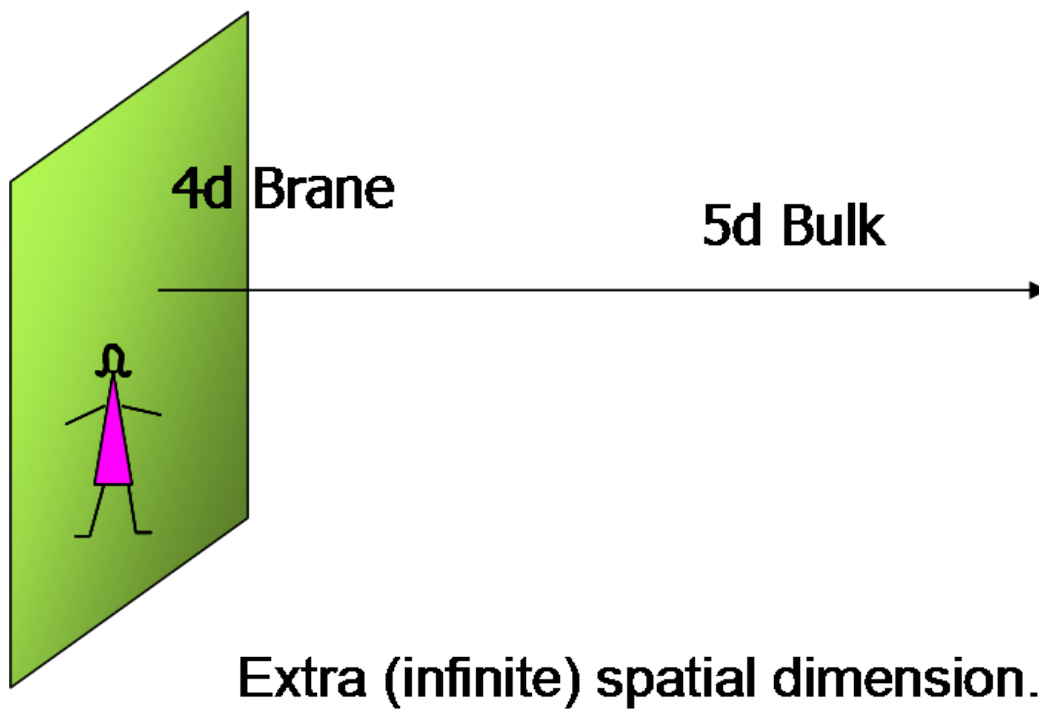 4d Brane
5d Bulk
Extra (infinite) spatial dimension.